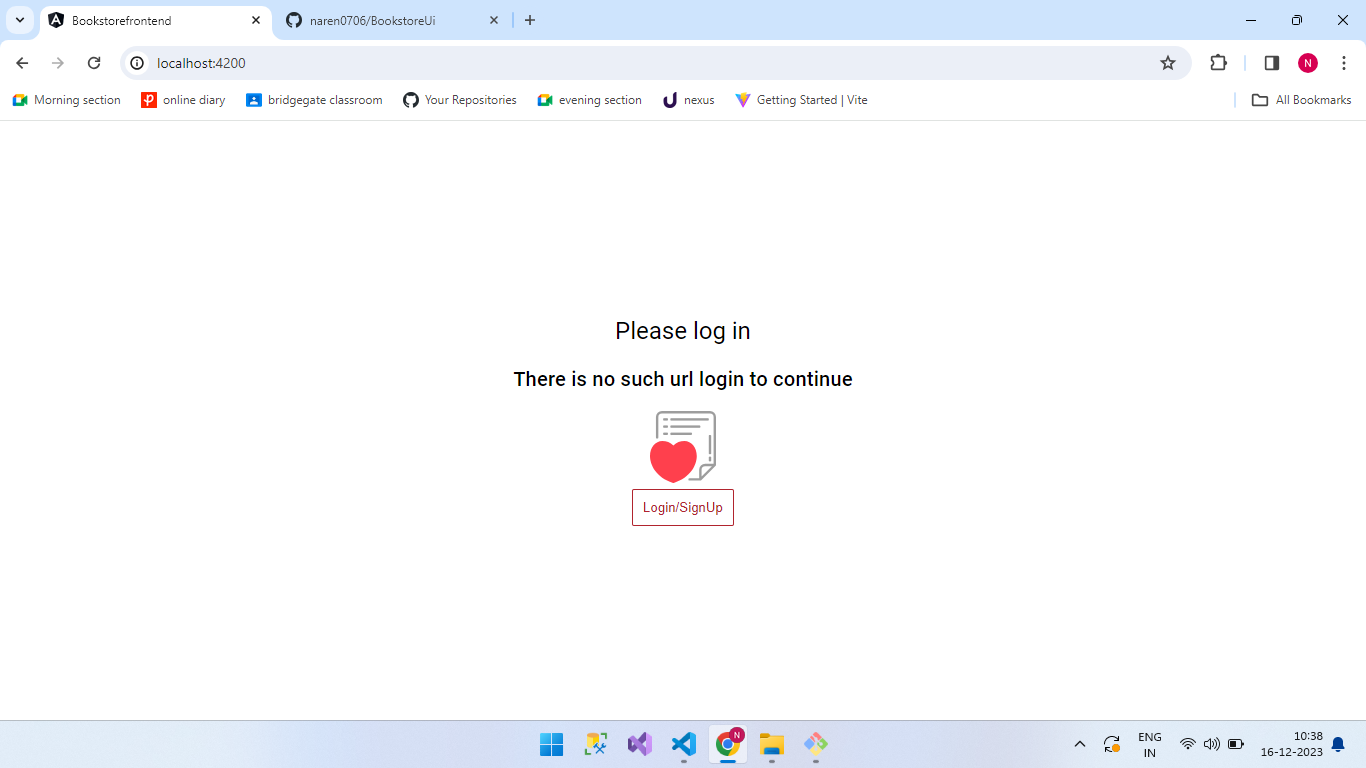 Bookstorefrontend
naren0706/BookstoreUi
localhost:4200
N
Morning section
online diary
bridgegate classroom
Your Repositories
evening section
nexus
Getting Started | Vite
All Bookmarks
Please log in
There is no such url login to continue
Login/SignUp
N
ENG
IN
10:38
16-12-2023